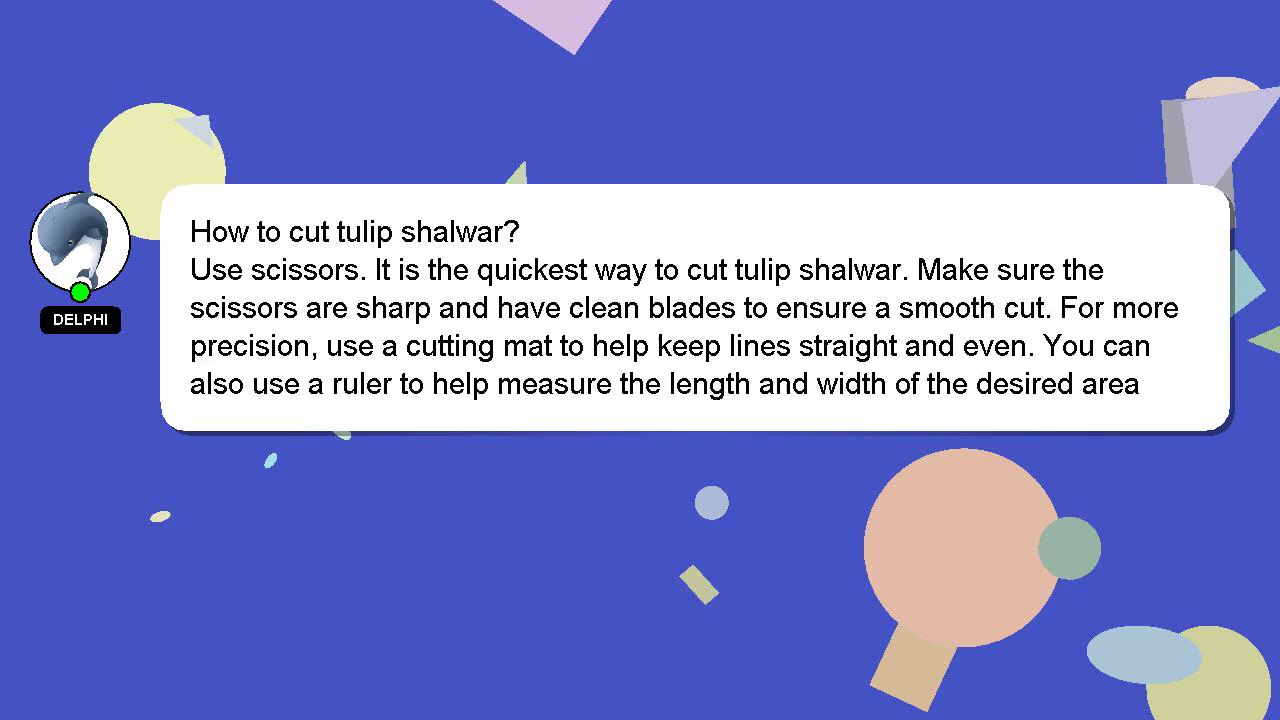 How to cut tulip shalwar?
Use scissors. It is the quickest way to cut tulip shalwar. Make sure the
scissors are sharp and have clean blades to ensure a smooth cut. For more
precision, use a cutting mat to help keep lines straight and even. You can
also use a ruler to help measure the length and width of the desired area
DELPHI